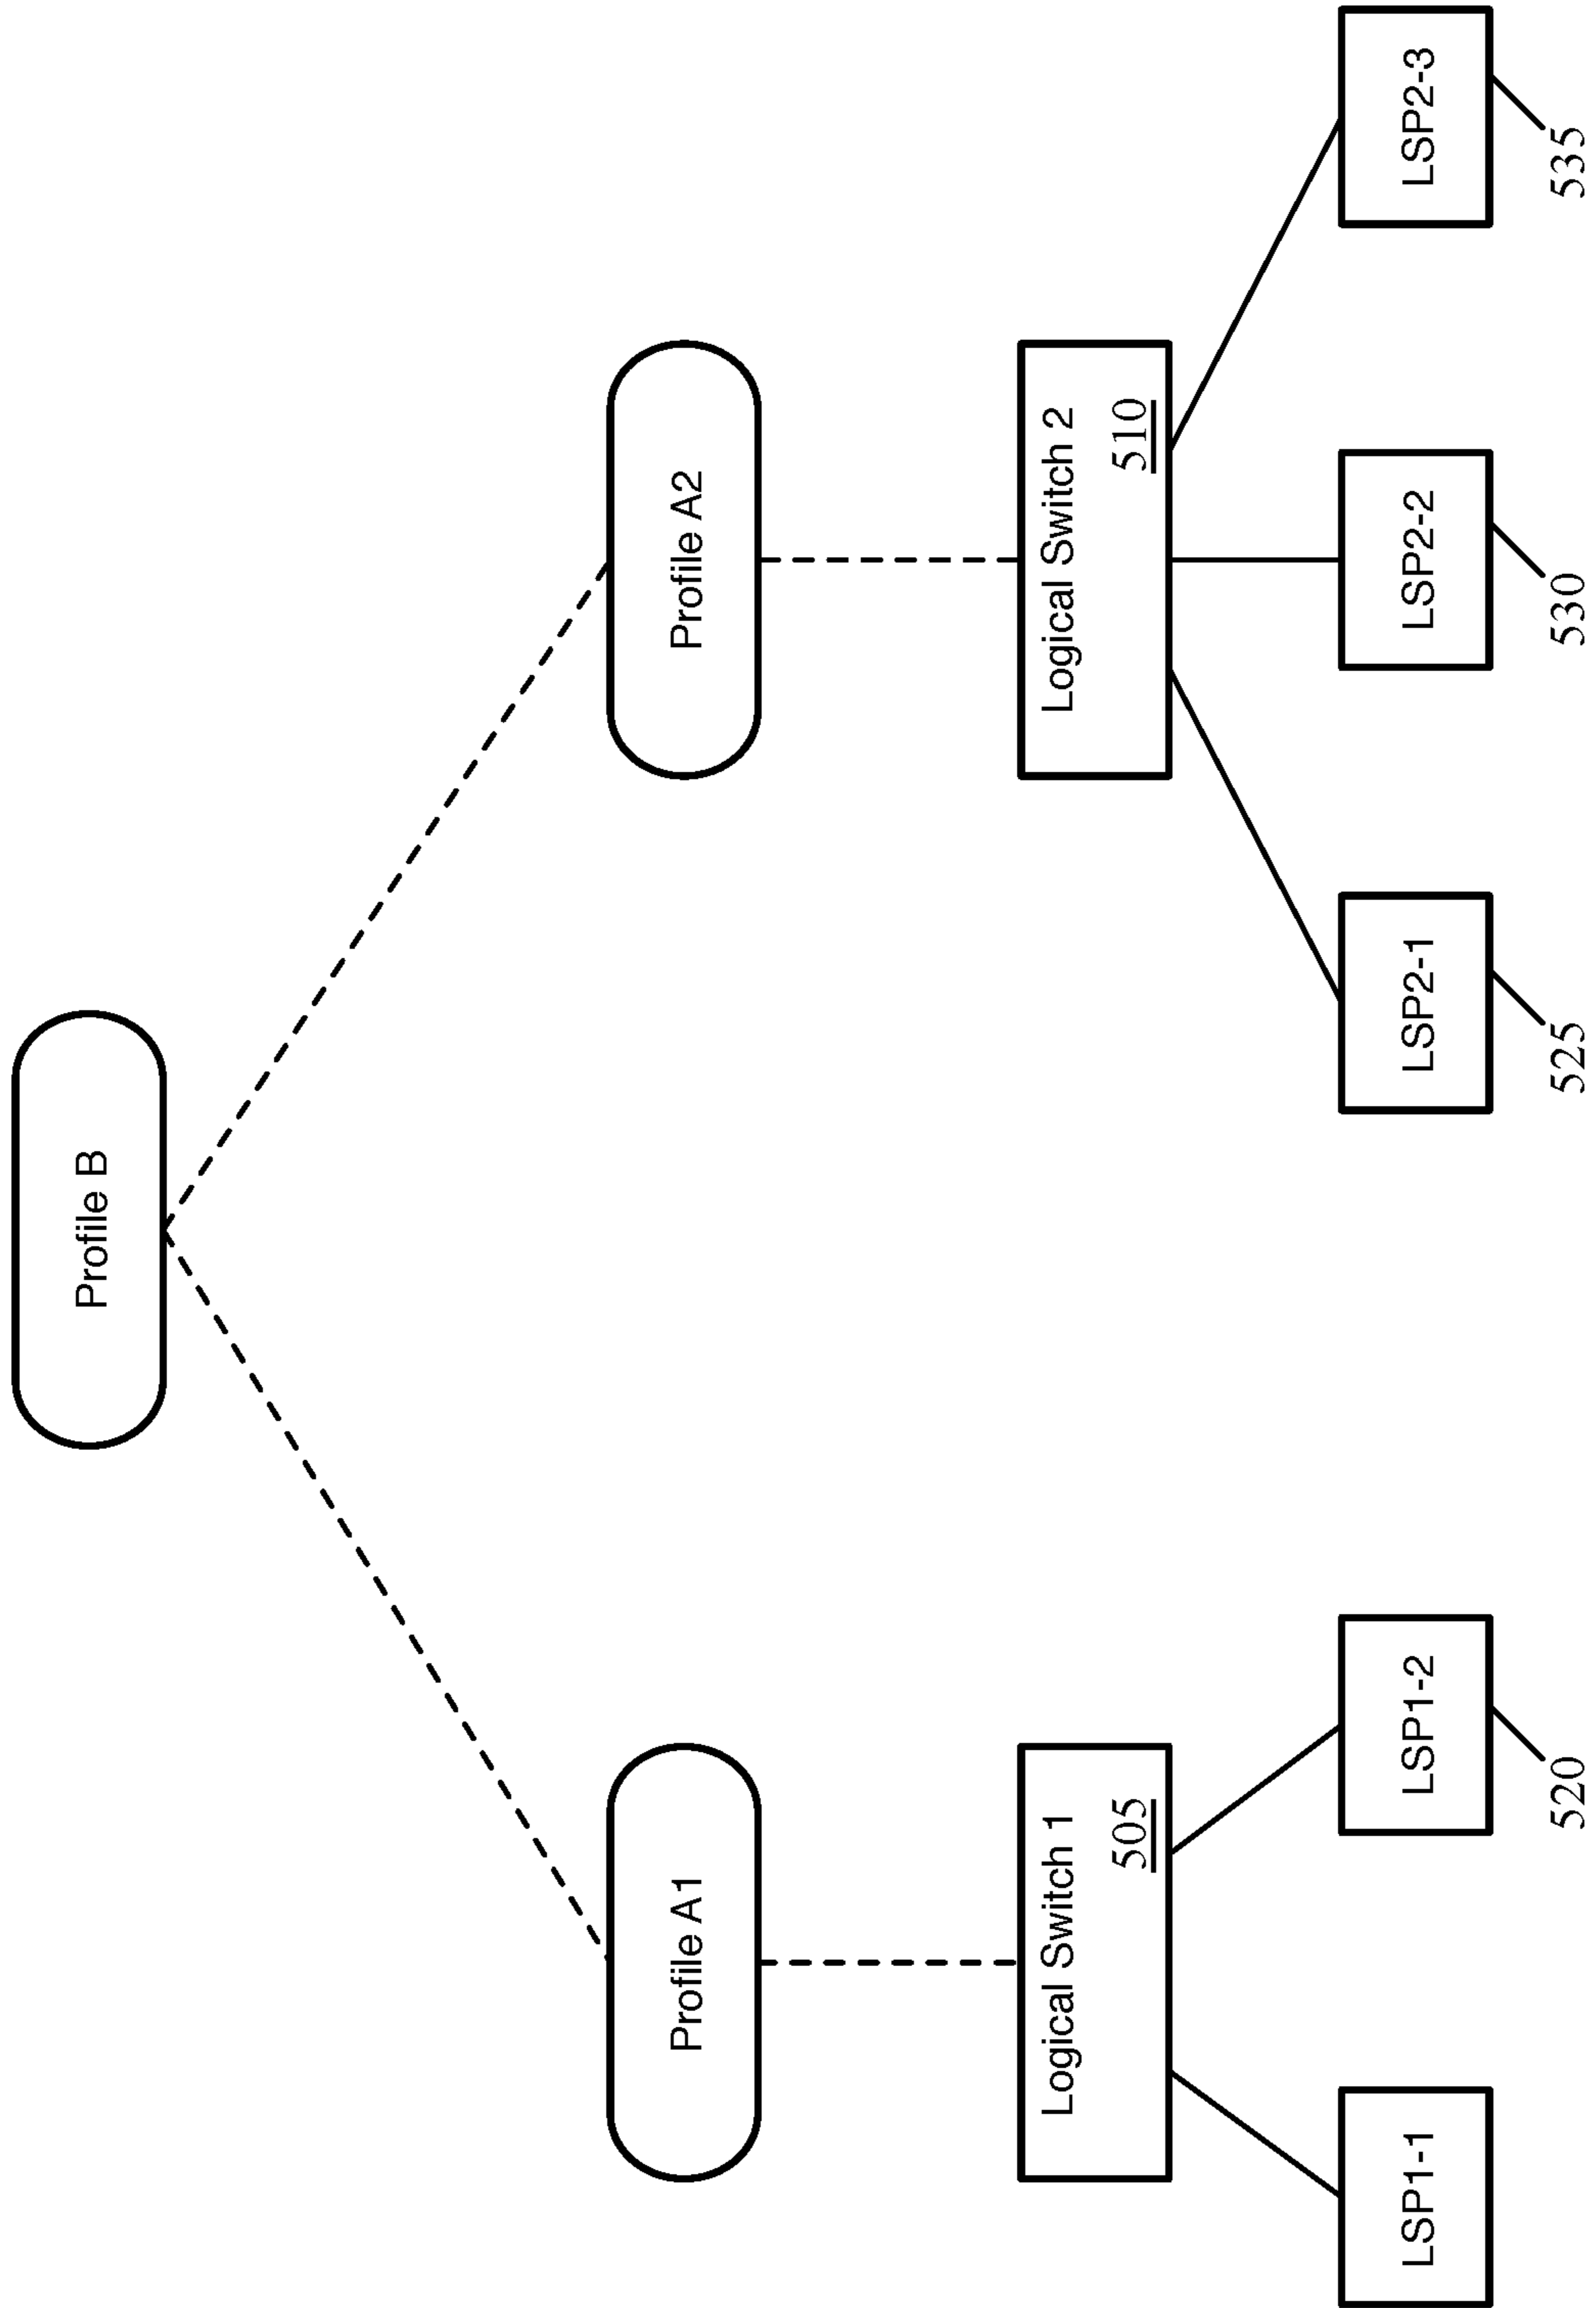 Profile B
Profile A1
Profile A2
Logical Switch 1
505
Logical Switch 2
510
LSP1-1
LSP1-2
LSP2-1
LSP2-2
LSP2-3
520
525
530
535